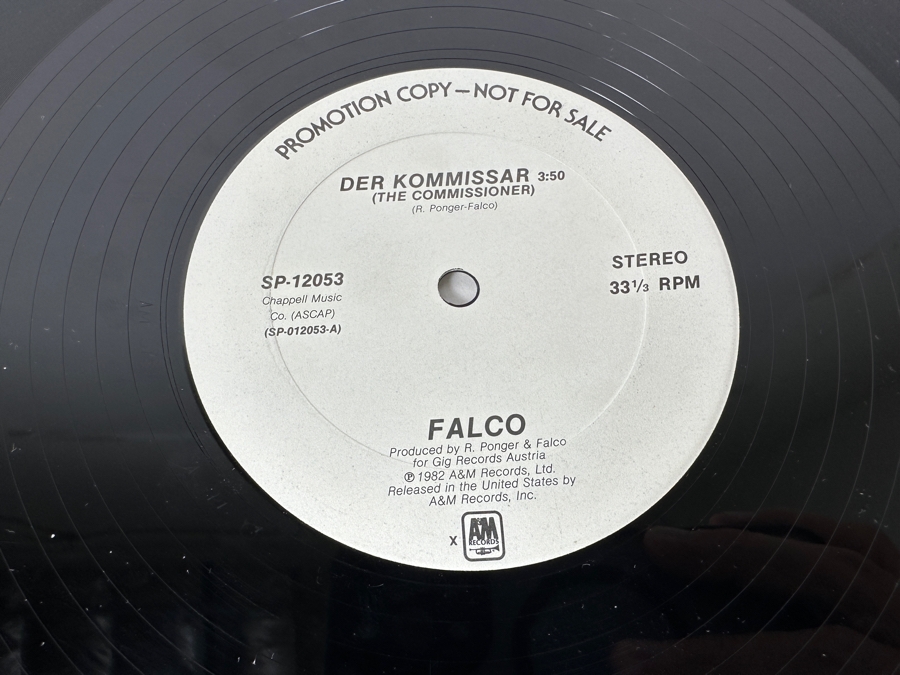 PROMOTION COPY—NOT FOR SALE
DER KOMMISSAR 3:50
(THE COMMISSIONER)
(R. Ponger-Falco)
SP-12053
Chappell Music
Co. (ASCAP)
(SP-012053-A)
STEREO
33⅓ RPM
FALCO
Produced by R. Ponger & Falco
for Gig Records Austria
℗ 1982 A&M Records, Ltd.
Released in the United States by
A&M Records, Inc.
X
A&M
RECORDS